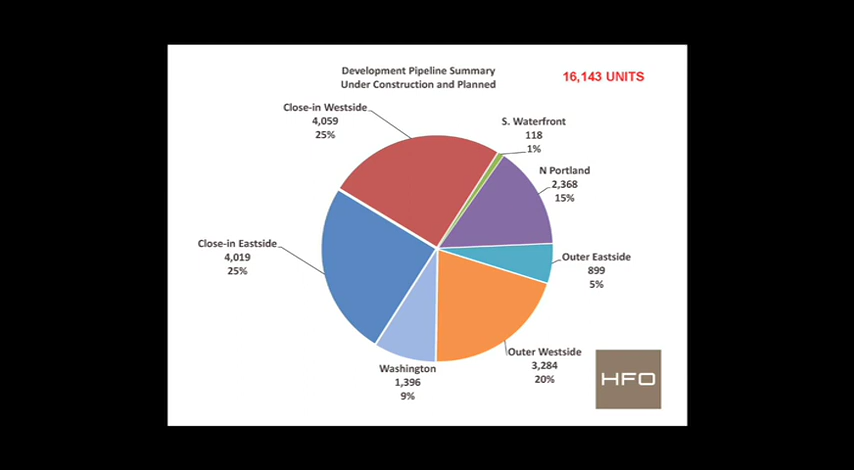 Development Pipeline Summary
Under Construction and Planned
16,143 UNITS
Close-in Westside
4,059
25%
S. Waterfront
118
1%
N Portland
2,368
15%
Close-in Eastside
4,019
25%
Outer Eastside
899
5%
Outer Westside
3,284
20%
Washington
1,396
9%
HFO